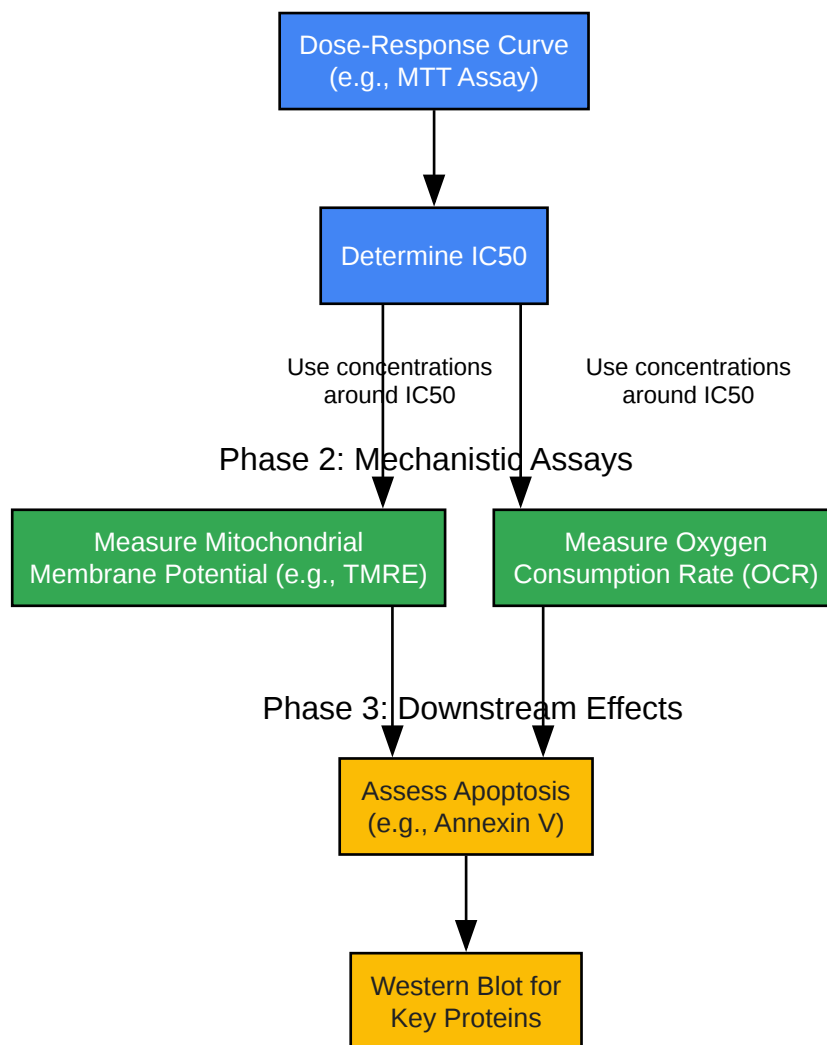 Dose-Response Curve
(e.g., MTT Assay)
Determine IC50
Use concentrations
around IC50
Use concentrations
around IC50
Phase 2: Mechanistic Assays
Measure Mitochondrial
Membrane Potential (e.g., TMRE)
Measure Oxygen
Consumption Rate (OCR)
Phase 3: Downstream Effects
Assess Apoptosis
(e.g., Annexin V)
Western Blot for
Key Proteins